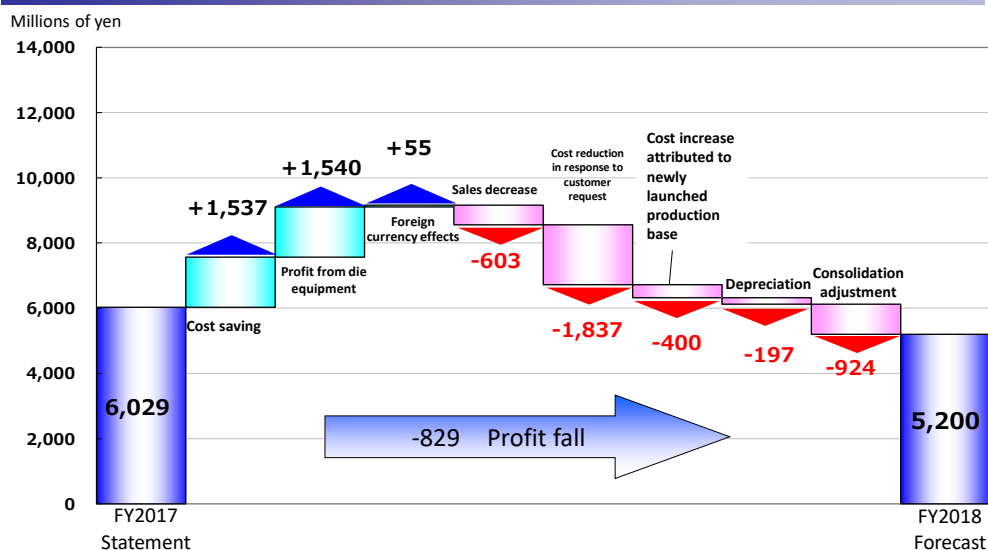 Millions of yen
14,000
12,000
10,000
8,000
6,000
4,000
2,000
0
+1,537
+1,540
+55
Cost saving
Profit from die
equipment
Foreign
currency effects
Sales decrease
-603
Cost reduction
in response to
customer
request
-1,837
Cost increase
attributed to
newly
launched
production
base
-400
Depreciation
-197
Consolidation
adjustment
-924
6,029
-829 Profit fall
5,200
FY2017
Statement
FY2018
Forecast